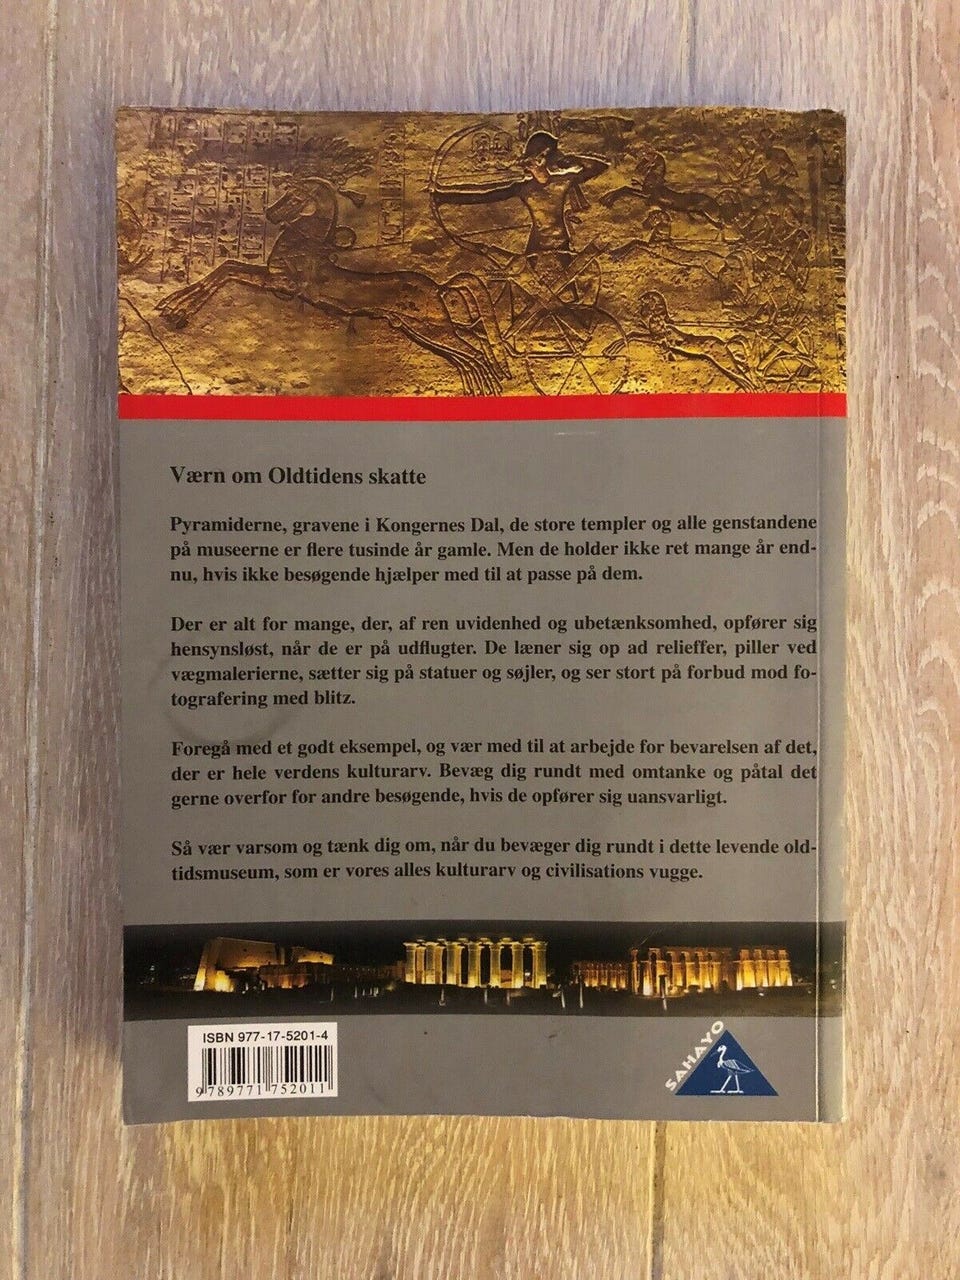 Værn om Oldtidens skatte
Pyramiderne, gravene i Kongernes Dal, de store templer og alle genstandene
på museerne er flere tusinde år gamle. Men de holder ikke ret mange år end-
nu, hvis ikke besøgende hjælper med til at passe på dem.
Der er alt for mange, der, af ren uvidenhed og ubetænksomhed, opfører sig
hensynsløst, når de er på udflugter. De læner sig op ad relieffer, piller ved
vægmalerierne, sætter sig på statuer og søjler, og ser stort på forbud mod fo-
tografering med blitz.
Foregå med et godt eksempel, og vær med til at arbejde for bevarelsen af det,
der er hele verdens kulturarv. Bevæg dig rundt med omtanke og påtal det
gerne overfor for andre besøgende, hvis de opfører sig uansvarligt.
Så vær varsom og tænk dig om, når du bevæger dig rundt i dette levende old-
tidsmuseum, som er vores alles kulturarv og civilisations vugge.
ISBN 977-17-5201-4
9 789771 752011
SAHAYO